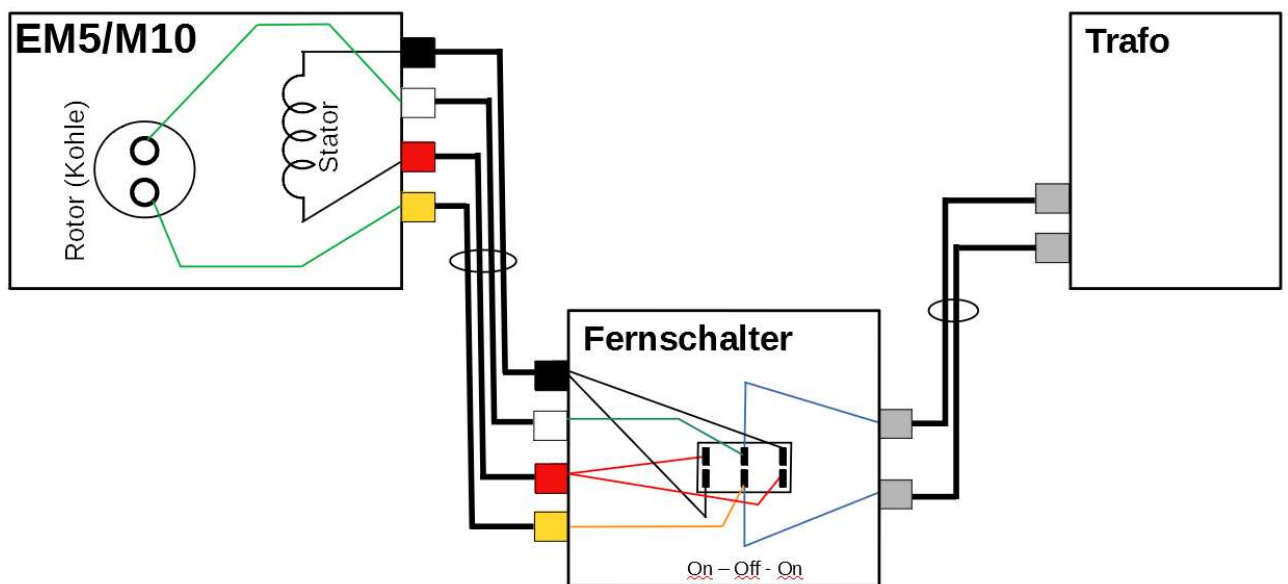 EM5/M10
Trafo
Rotor (Kohle)
Stator
Fernschalter
On – Off - On